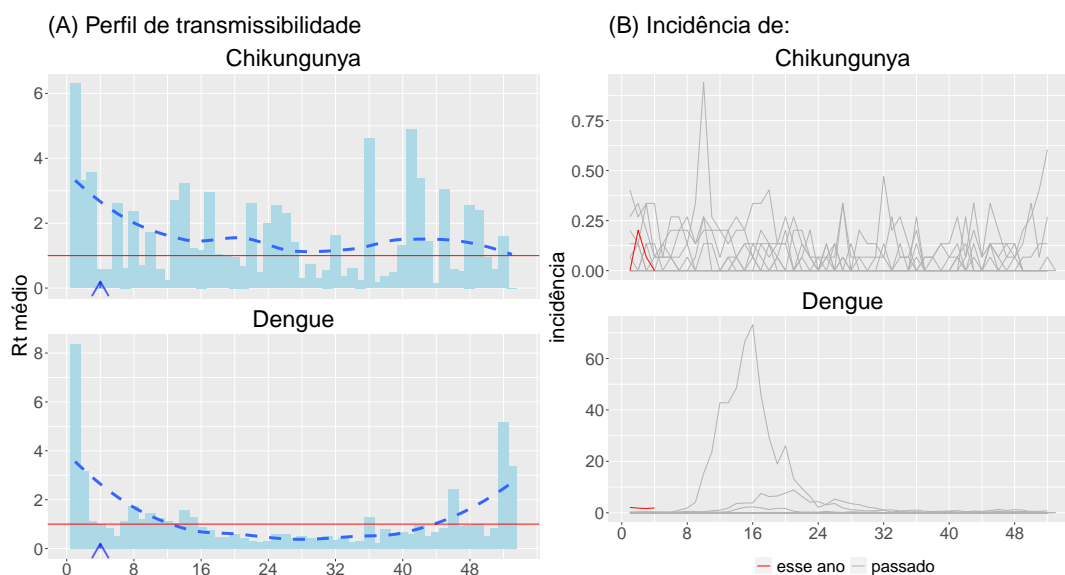 (A) Perfil de transmissibilidade
Chikungunya
6
4
2
0
Dengue
8
6
4
2
0
0 8 16 24 32 40 48
Rt médio
(B) Incidência de:
Chikungunya
0.75
0.50
0.25
0.00
Dengue
60
40
20
0
0 8 16 24 32 40 48
incidência
esse ano passado